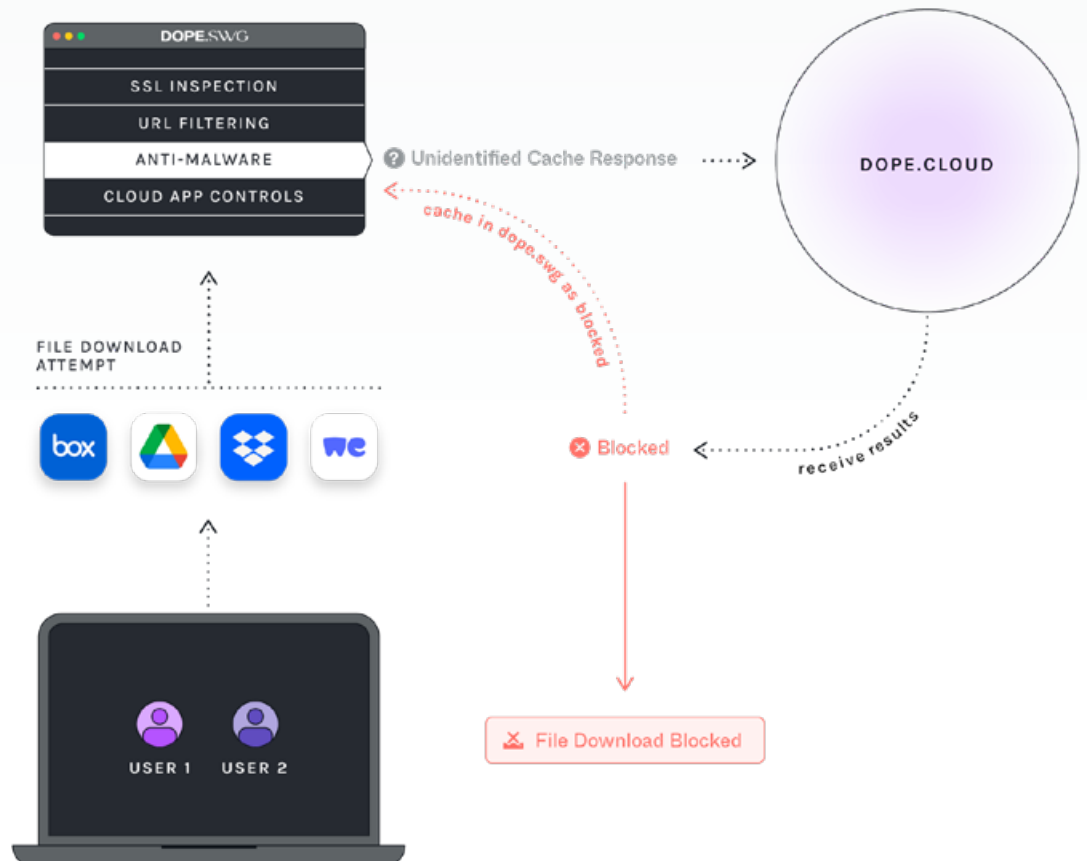 DOPE.SWG
SSL INSPECTION
URL FILTERING
ANTI-MALWARE
CLOUD APP CONTROLS
? Unidentified Cache Response
DOPE.CLOUD
cache in dope.swg as blocked
FILE DOWNLOAD
ATTEMPT
box
we
Blocked
receive results
File Download Blocked
USER 1 USER 2